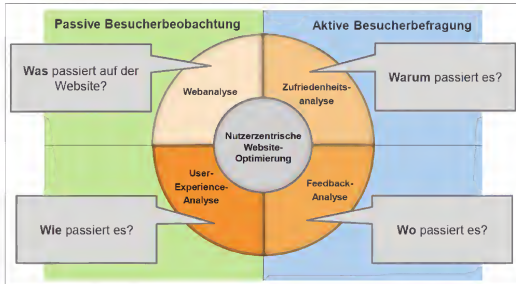 Passive Besucherbeobachtung
Aktive Besucherbefragung
Was passiert auf der
Website?
Warum passiert es?
Webanalyse
Zufriedenheits-
analyse
Nutzerzentrische
Website-
Optimierung
User-
Experience-
Analyse
Feedback-
Analyse
Wie passiert es?
Wo passiert es?